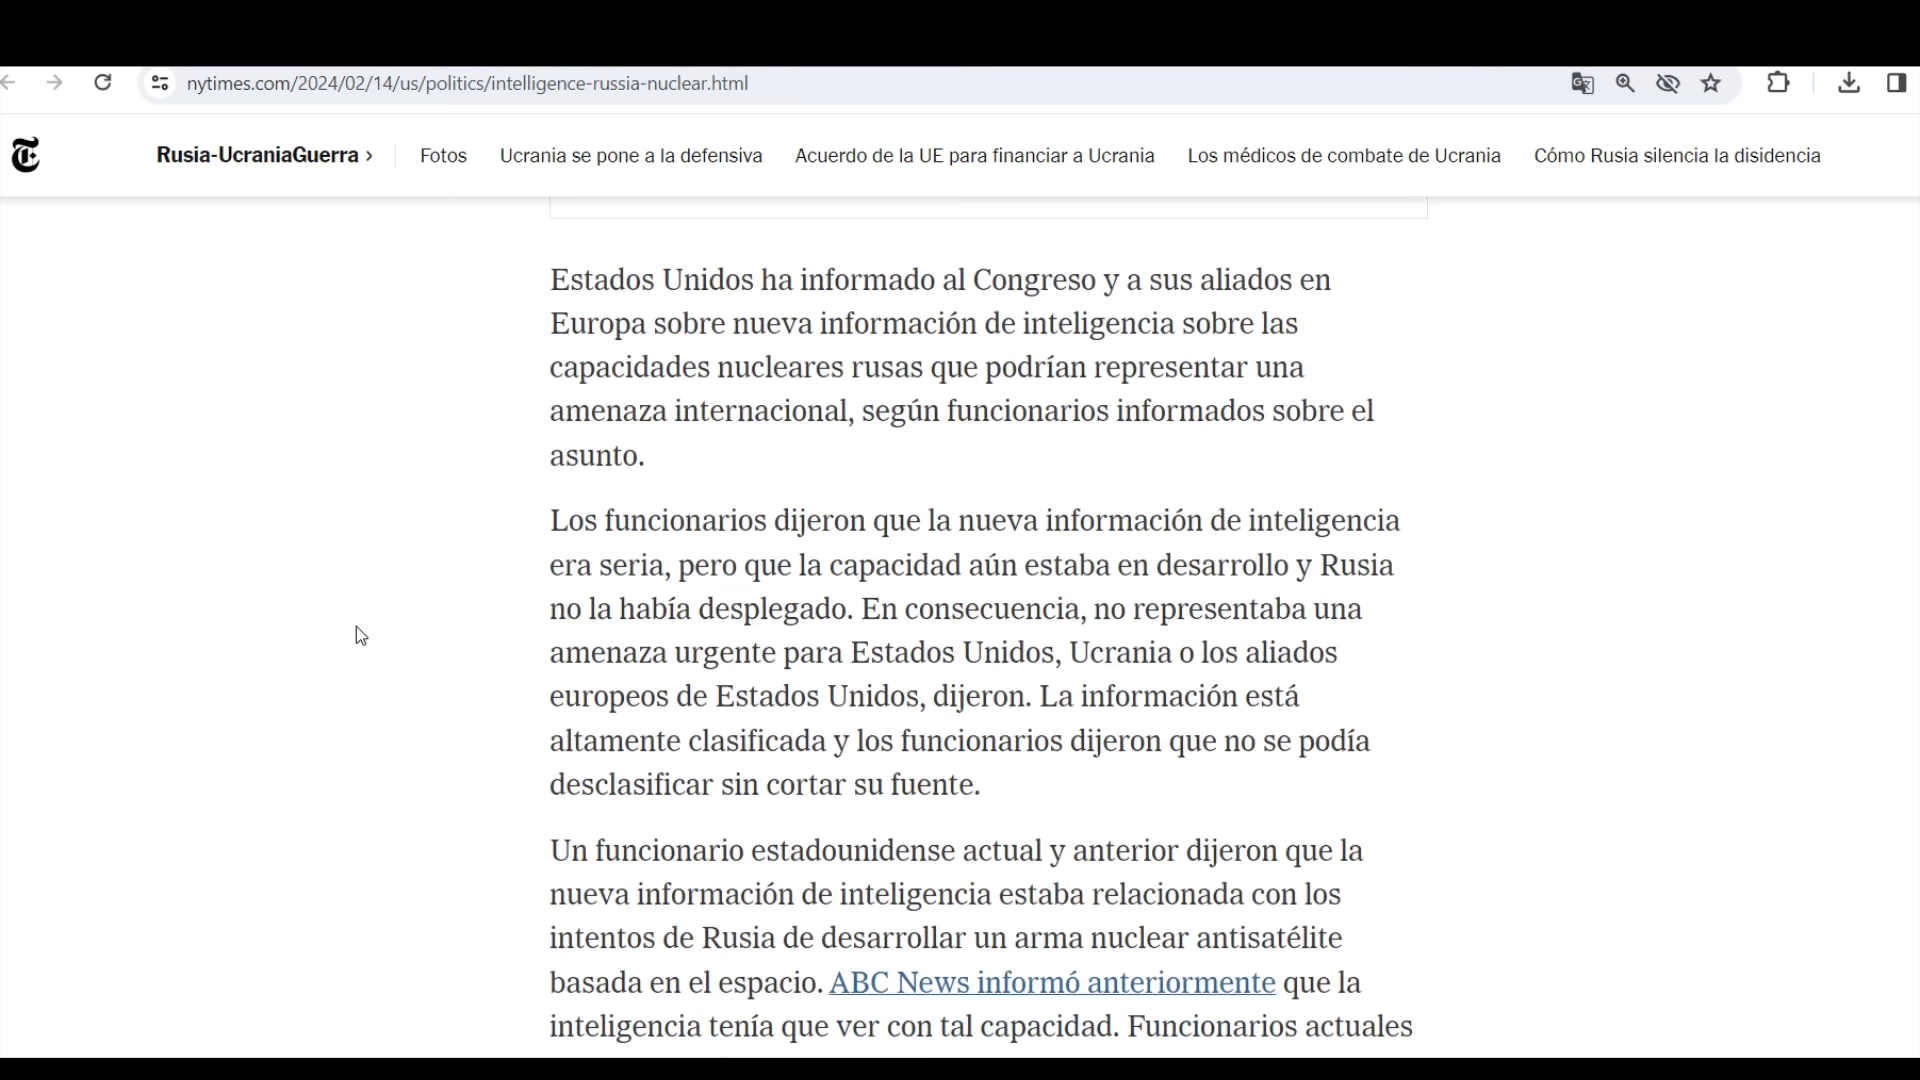 nytimes.com/2024/02/14/us/politics/intelligence-russia-nuclear.html
Rusia-UcraniaGuerra › Fotos Ucrania se pone a la defensiva Acuerdo de la UE para financiar a Ucrania Los médicos de combate de Ucrania Cómo Rusia silencia la disidencia
Estados Unidos ha informado al Congreso y a sus aliados en
Europa sobre nueva información de inteligencia sobre las
capacidades nucleares rusas que podrían representar una
amenaza internacional, según funcionarios informados sobre el
asunto.
Los funcionarios dijeron que la nueva información de inteligencia
era seria, pero que la capacidad aún estaba en desarrollo y Rusia
no la había desplegado. En consecuencia, no representaba una
amenaza urgente para Estados Unidos, Ucrania o los aliados
europeos de Estados Unidos, dijeron. La información está
altamente clasificada y los funcionarios dijeron que no se podía
desclasificar sin cortar su fuente.
Un funcionario estadounidense actual y anterior dijeron que la
nueva información de inteligencia estaba relacionada con los
intentos de Rusia de desarrollar un arma nuclear antisatélite
basada en el espacio. ABC News informó anteriormente que la
inteligencia tenía que ver con tal capacidad. Funcionarios actuales